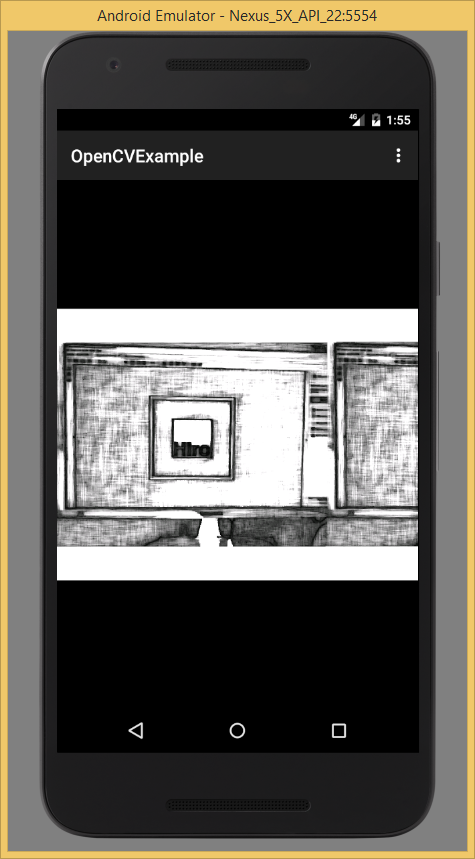 Android Emulator - Nexus_5X_API_22:5554
4G
1:55
OpenCVExample
Hiro